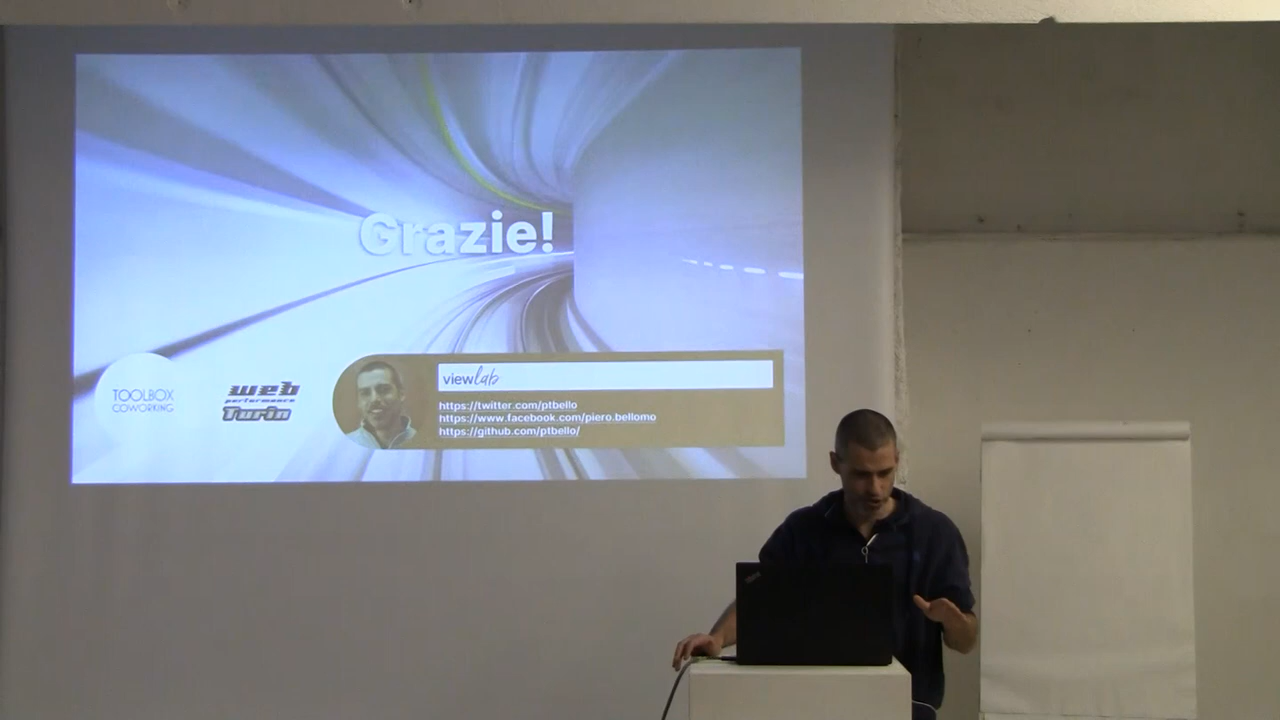 Grazie!
TOOLBOX
COWORKING
web
performance
Turin
viewlab
https://twitter.com/ptbello
https://www.facebook.com/piero.bellomo
https://github.com/ptbello/